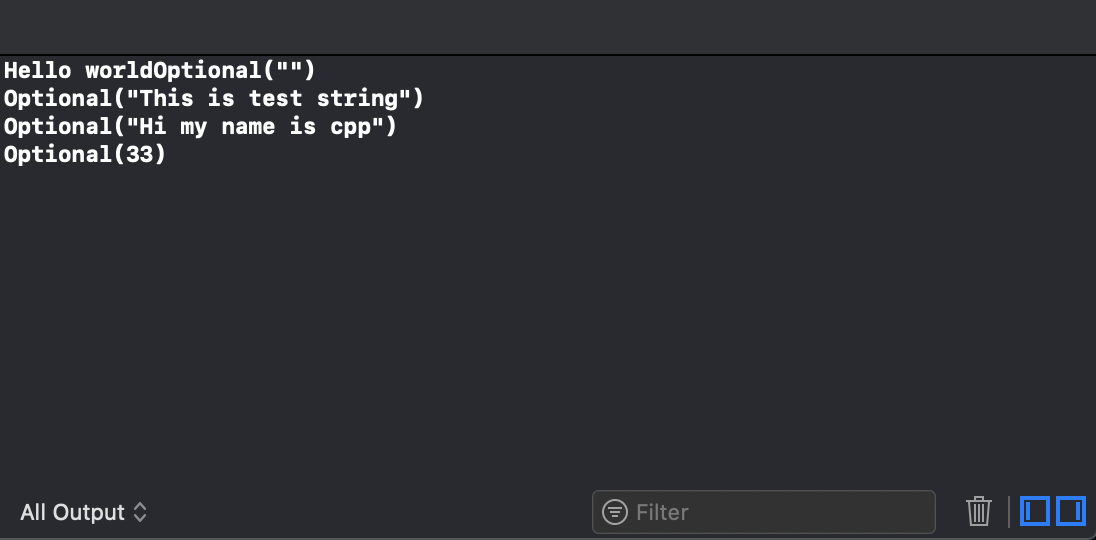 Hello worldOptional("")
Optional("This is test string")
Optional("Hi my name is cpp")
Optional(33)
All Output
Filter